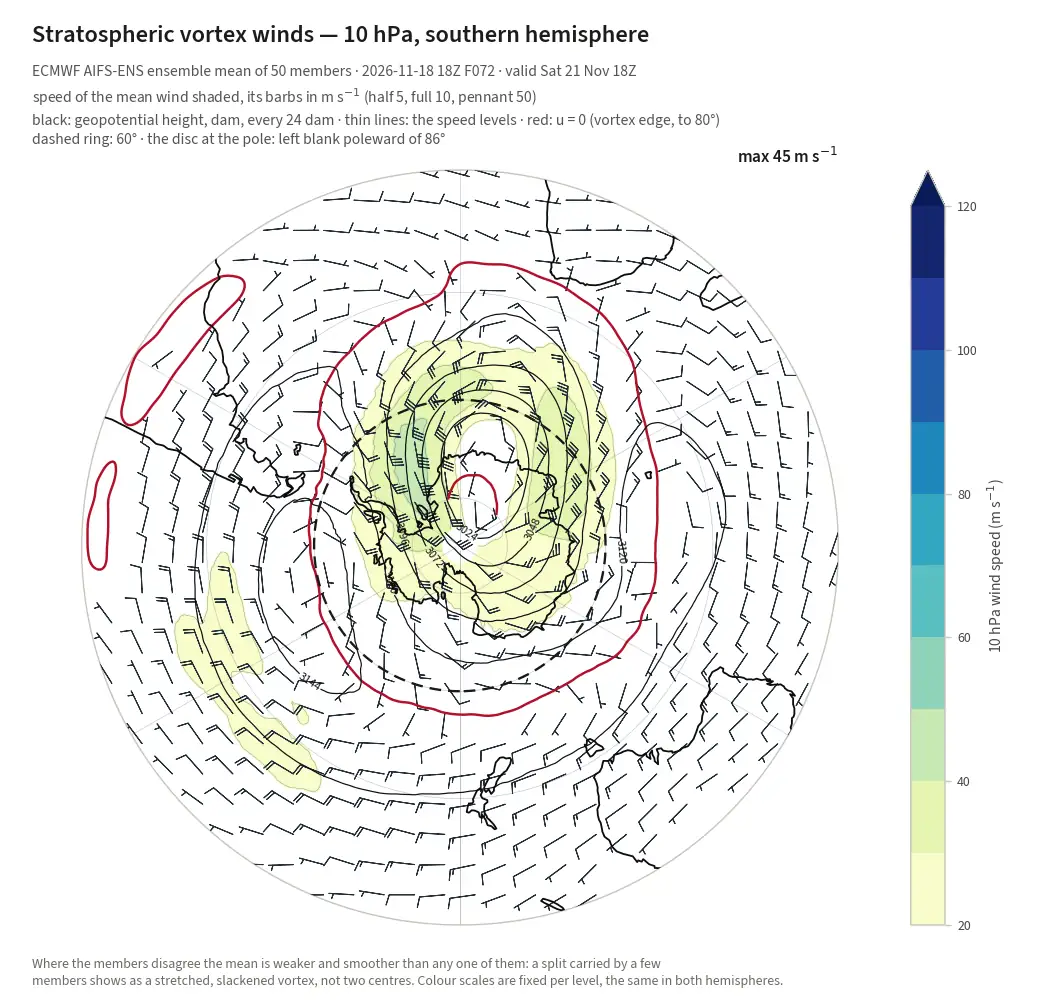 Stratospheric vortex winds — 10 hPa, southern hemisphere
ECMWF AIFS-ENS ensemble mean of 50 members · 2026-11-18 18Z F072 · valid Sat 21 Nov 18Z
speed of the mean wind shaded, its barbs in m s−1 (half 5, full 10, pennant 50)
black: geopotential height, dam, every 24 dam · thin lines: the speed levels · red: u = 0 (vortex edge, to 80°)
dashed ring: 60° · the disc at the pole: left blank poleward of 86°
max 45 m s−1
120
100
80
60
40
20
10 hPa wind speed (m s−1)
3024
3048
3072
3120
3144
Where the members disagree the mean is weaker and smoother than any one of them: a split carried by a few
members shows as a stretched, slackened vortex, not two centres. Colour scales are fixed per level, the same in both hemispheres.